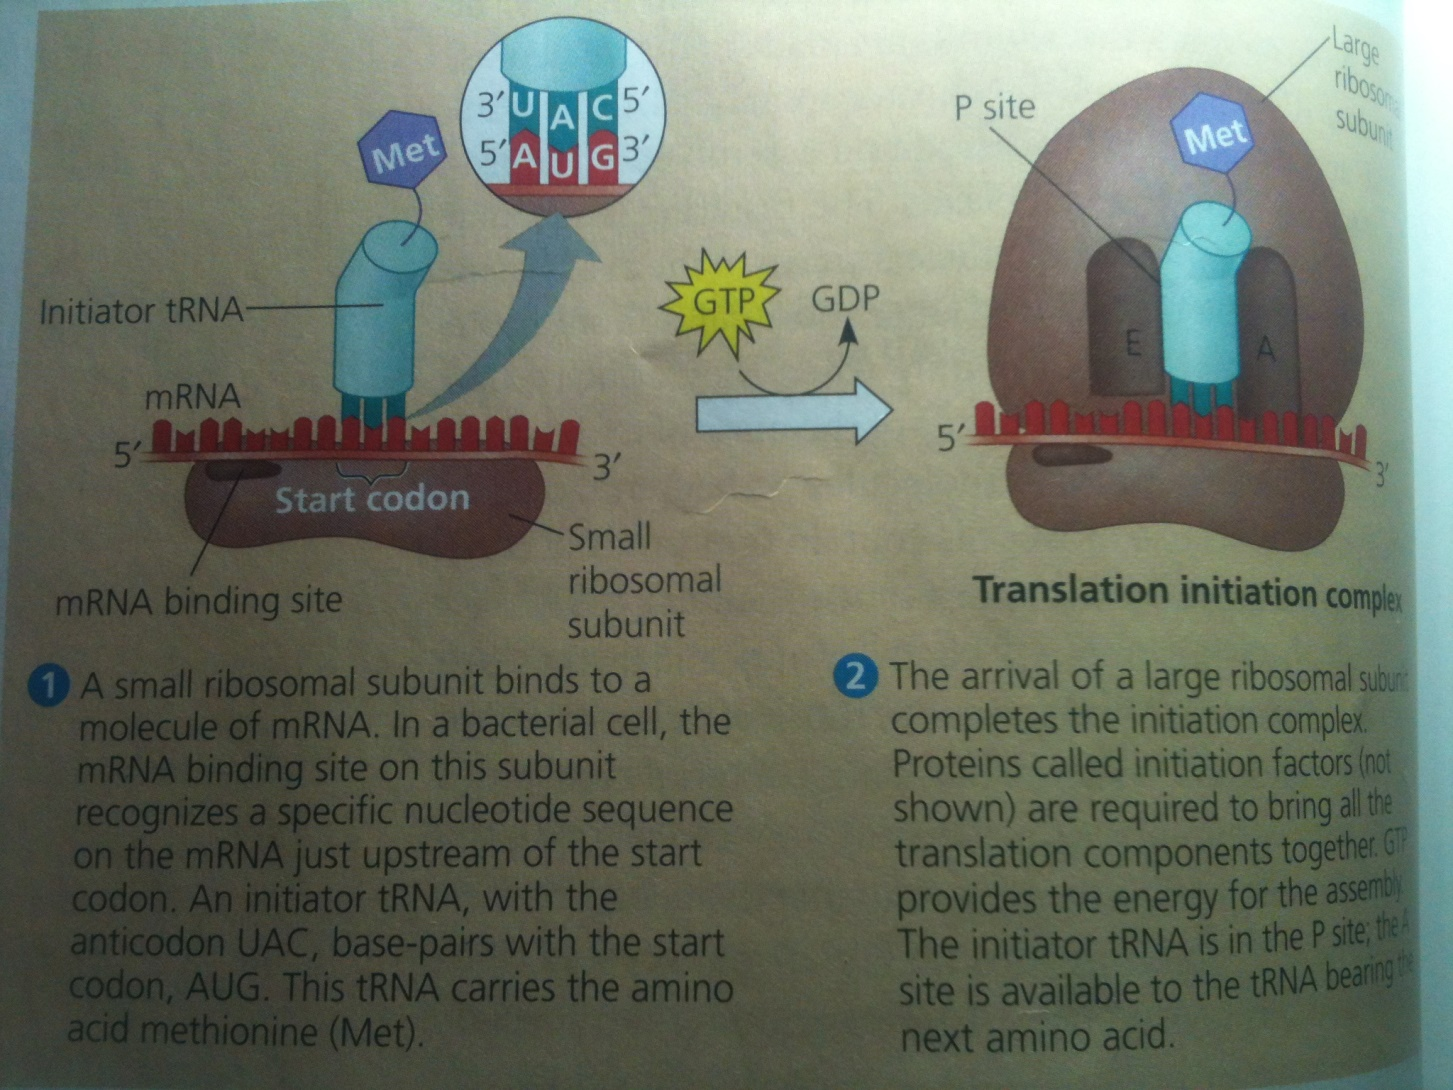 3′ U A C 5′
5′ A U G 3′
Met
Initiator tRNA
mRNA
5′
3′
Start codon
mRNA binding site
Small
ribosomal
subunit
GTP
GDP
P site
Large
subunit
Met
E
A
5′
3′
Translation initiation complex
1 A small ribosomal subunit binds to a
molecule of mRNA. In a bacterial cell, the
mRNA binding site on this subunit
recognizes a specific nucleotide sequence
on the mRNA just upstream of the start
codon. An initiator tRNA, with the
anticodon UAC, base-pairs with the start
codon, AUG. This tRNA carries the amino
acid methionine (Met).
2 The arrival of a large ribosomal
completes the initiation complex.
Proteins called initiation factors (not
shown) are required to bring all the
translation components together. GTP
provides the energy for the assembly.
The initiator tRNA is in the P site; the A
site is available to the tRNA bearing the
next amino acid.